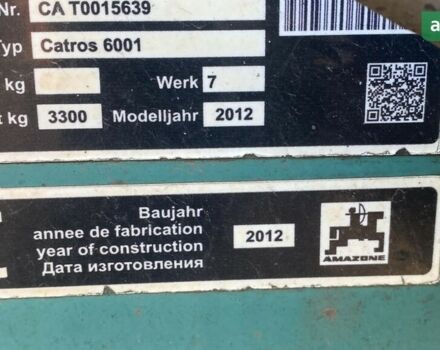 Nr. CA T0015639
Typ Catros 6001
kg Werk 7
kg 3300 Modelljahr 2012
Baujahr
annee de fabrication
year of construction
Дата изготовления
2012
AMAZONE